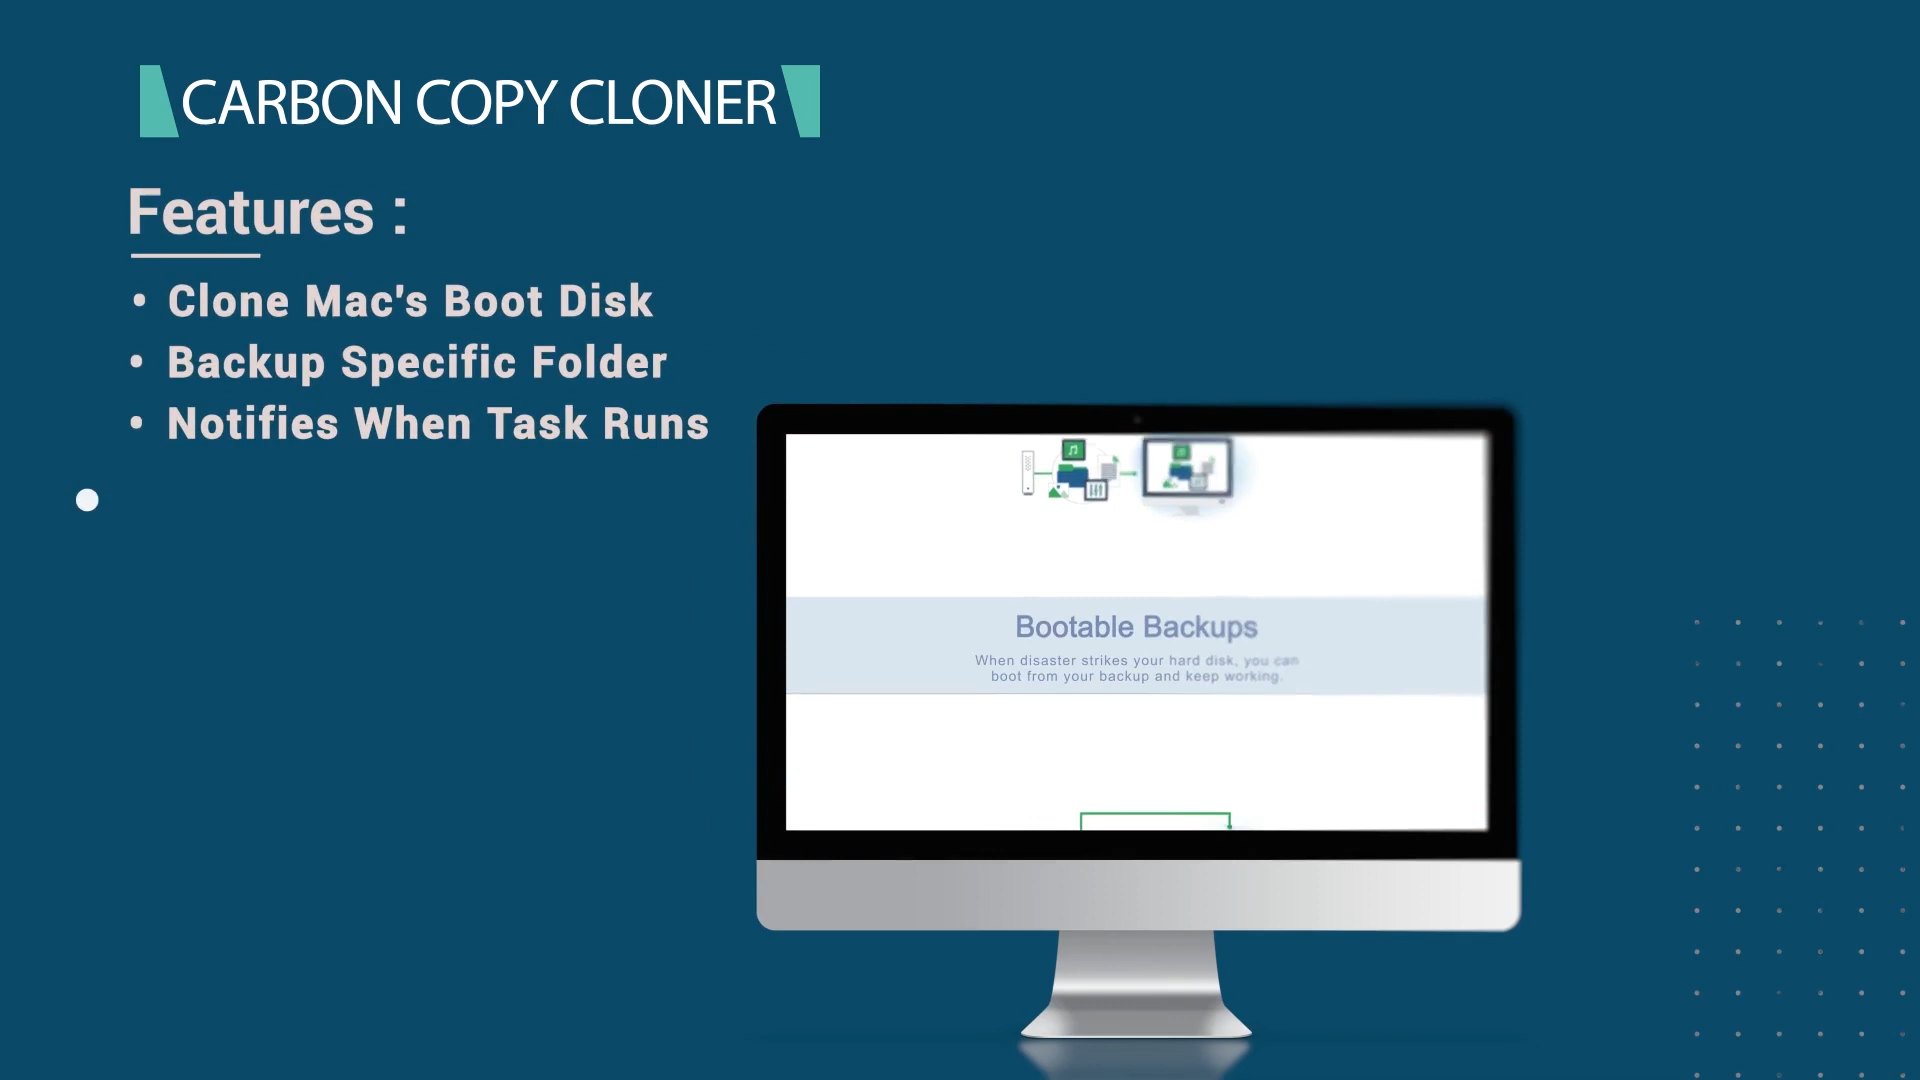 CARBON COPY CLONER
Features :
• Clone Mac's Boot Disk
• Backup Specific Folder
• Notifies When Task Runs
Bootable Backups
When disaster strikes your hard disk, you can
boot from your backup and keep working.